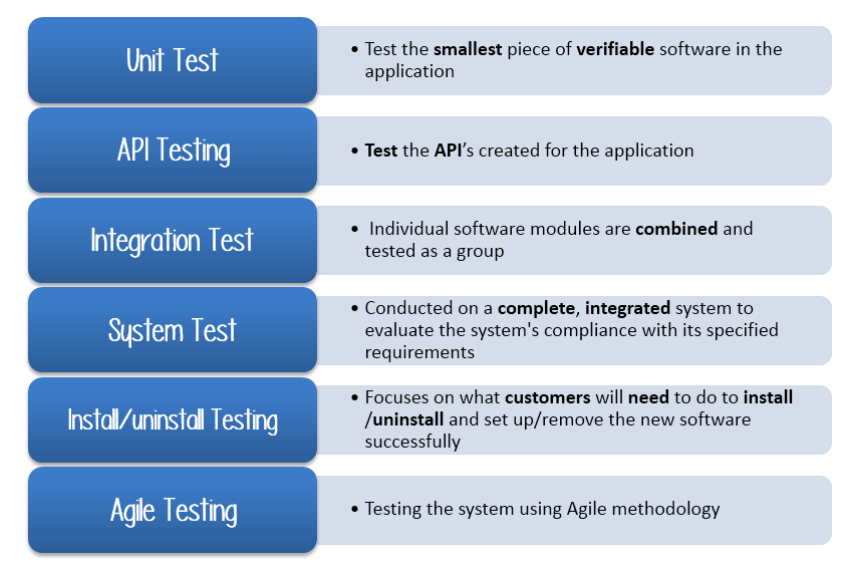 Unit Test
• Test the smallest piece of verifiable software in the
application
API Testing
• Test the API's created for the application
Integration Test
• Individual software modules are combined and
tested as a group
System Test
• Conducted on a complete, integrated system to
evaluate the system's compliance with its specified
requirements
Install/uninstall Testing
• Focuses on what customers will need to do to install
/uninstall and set up/remove the new software
successfully
Agile Testing
• Testing the system using Agile methodology